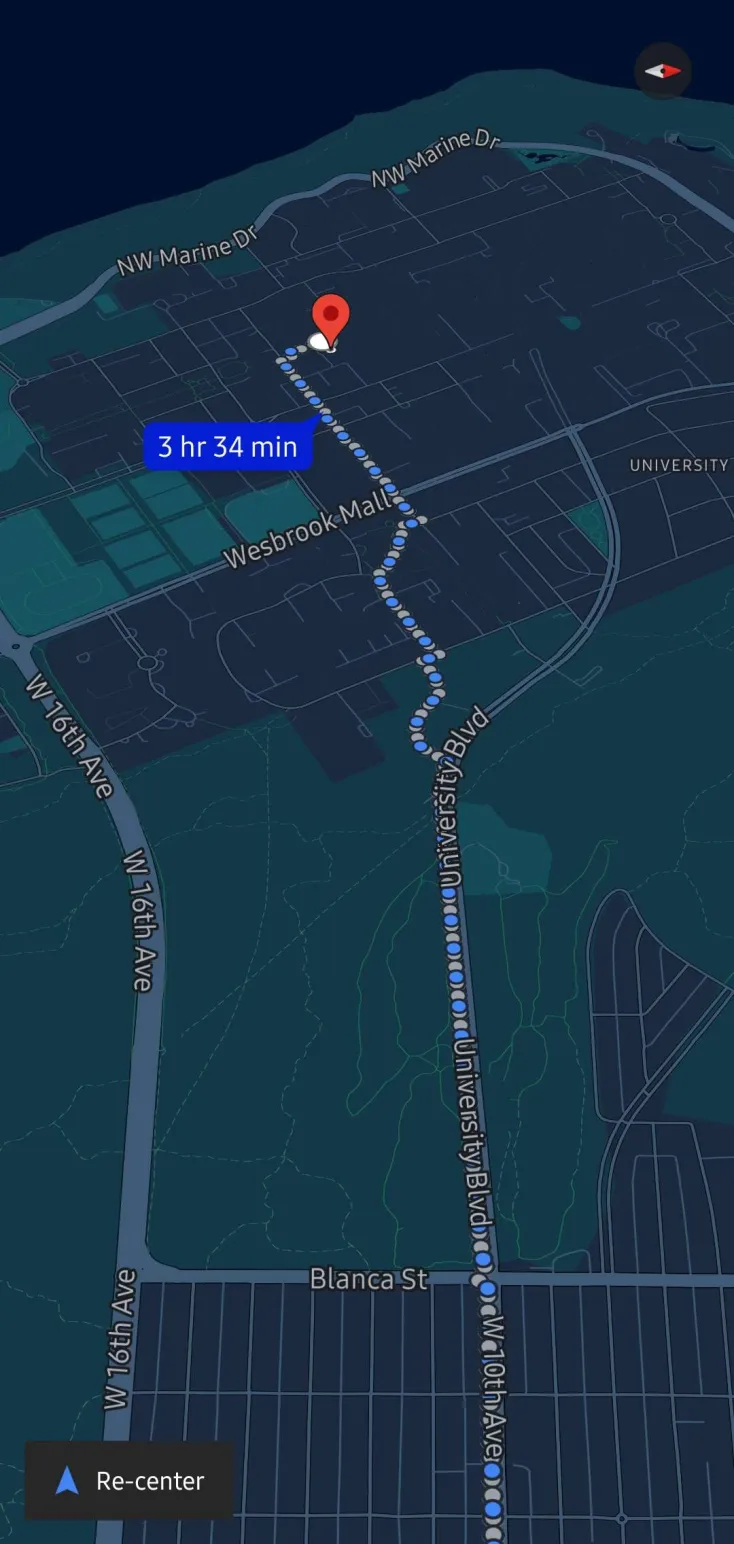 NW Marine Dr
NW Marine Dr
3 hr 34 min
UNIVERSITY
Wesbrook Mall
W 16th Ave
University Blvd
W 16th Ave
University Blvd
Blanca St
W 16th Ave
W 10th Ave
Re-center